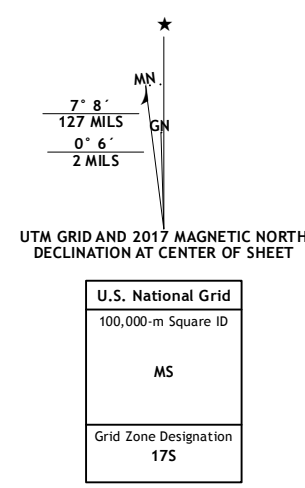 MN
7° 8´
127 MILS
GN
0° 6´
2 MILS
UTM GRID AND 2017 MAGNETIC NORTH
DECLINATION AT CENTER OF SHEET
U.S. National Grid
100,000-m Square ID
MS
Grid Zone Designation
17S